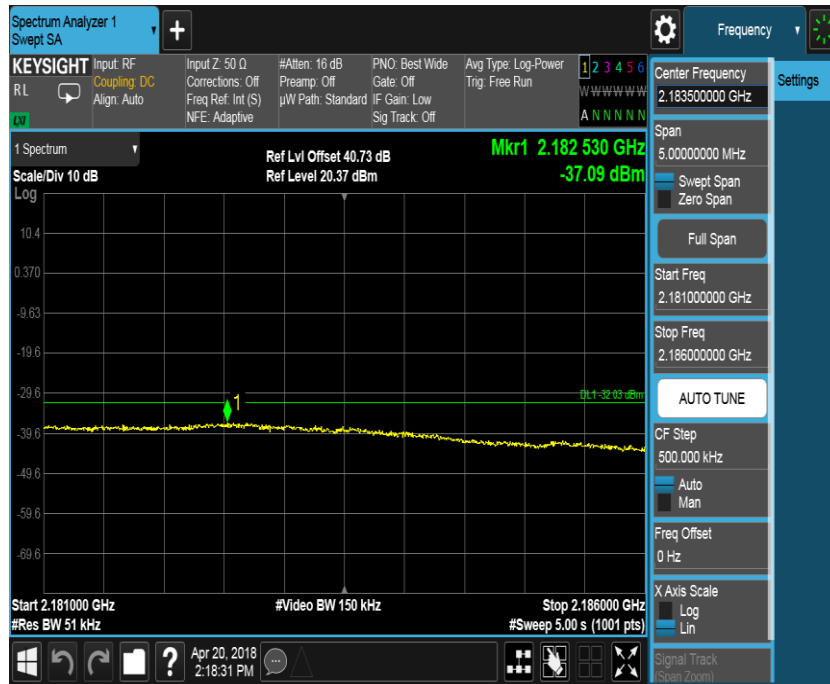 Spectrum Analyzer 1
Swept SA
+
Frequency
KEYSIGHT
RL
LXI
Input: RF
Coupling: DC
Align: Auto
Input Z: 50 Ω
Corrections: Off
Freq Ref: Int (S)
NFE: Adaptive
#Atten: 16 dB
Preamp: Off
µW Path: Standard
PNO: Best Wide
Gate: Off
IF Gain: Low
Sig Track: Off
Avg Type: Log-Power
Trig: Free Run
1 2 3 4 5 6
W W W W W W
A N N N N N
1 Spectrum
Scale/Div 10 dB
Log
Ref Lvl Offset 40.73 dB
Ref Level 20.37 dBm
Mkr1 2.182 530 GHz
-37.09 dBm
10.4
0.370
-9.63
-19.6
-29.6
-39.6
-49.6
-59.6
-69.6
1
DL1 -32.03 dBm
Start 2.181000 GHz
#Res BW 51 kHz
#Video BW 150 kHz
Stop 2.186000 GHz
#Sweep 5.00 s (1001 pts)
?
Apr 20, 2018
2:18:31 PM
Center Frequency
2.183500000 GHz
Span
5.00000000 MHz
Swept Span
Zero Span
Full Span
Start Freq
2.181000000 GHz
Stop Freq
2.186000000 GHz
AUTO TUNE
CF Step
500.000 kHz
Auto
Man
Freq Offset
0 Hz
X Axis Scale
Log
Lin
Signal Track
(Span Zoom)
Settings